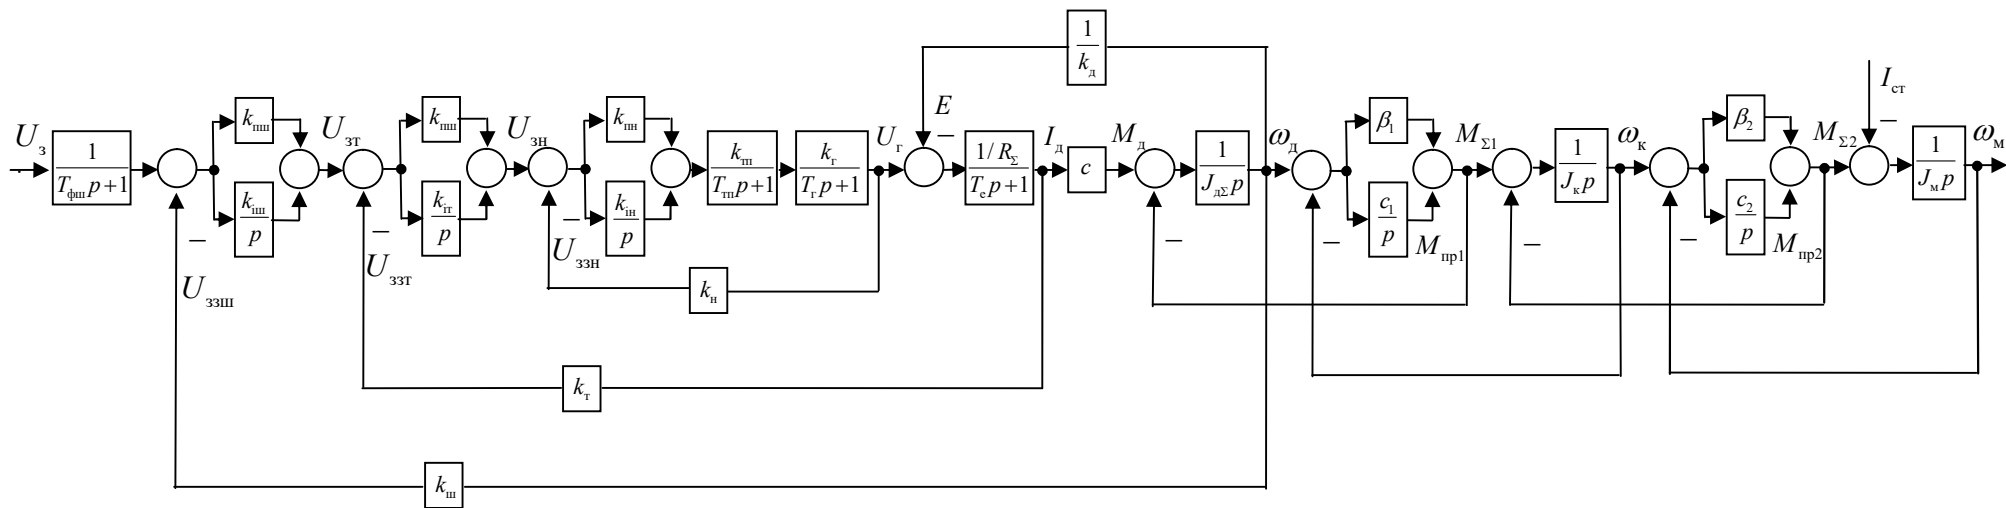 1
k_д
E
I_ст
k_пш
k_пш
k_пн
β_1
β_2
U_з
1
T_фш p+1
U_зт
U_зн
k_тп
T_тп p+1
k_г
T_г p+1
U_г
1/R_Σ
T_е p+1
I_д
c
M_д
1
J_дΣ p
ω_д
M_Σ1
1
J_к p
ω_к
M_Σ2
1
J_м p
ω_м
k_іш
p
k_іт
p
k_ін
p
c_1
p
c_2
p
−
−
−
−
−
−
−
−
−
U_ззш
U_ззт
U_ззн
M_пр1
M_пр2
k_н
k_т
k_ш